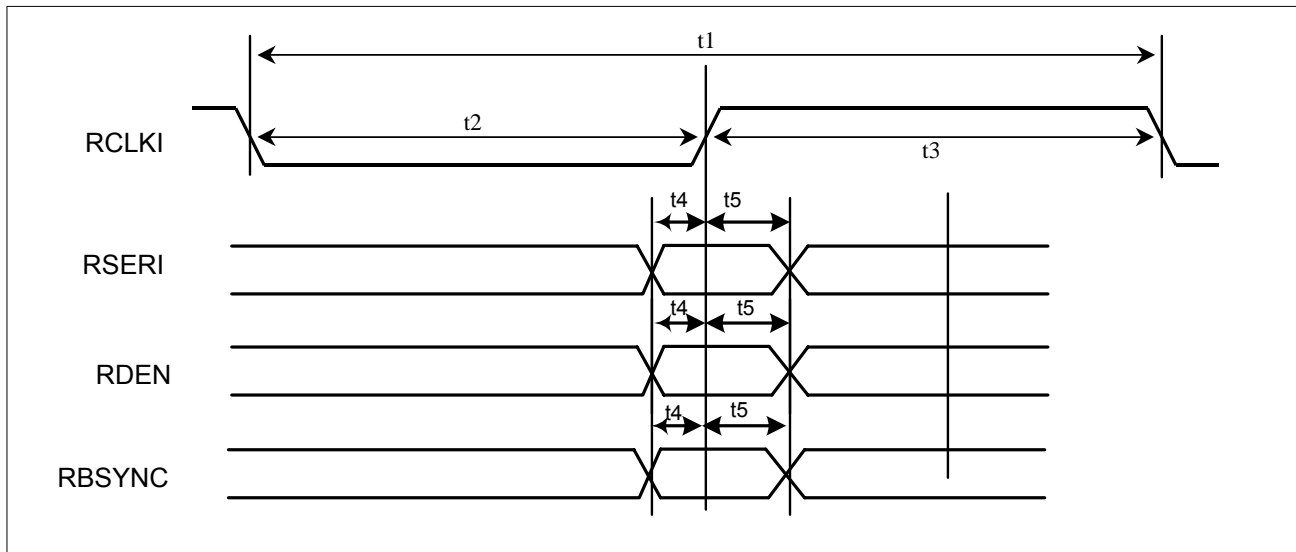 t1
t2
RCLKI
t3
t4 t5
RSERI
t4 t5
RDEN
t4 t5
RBSYNC